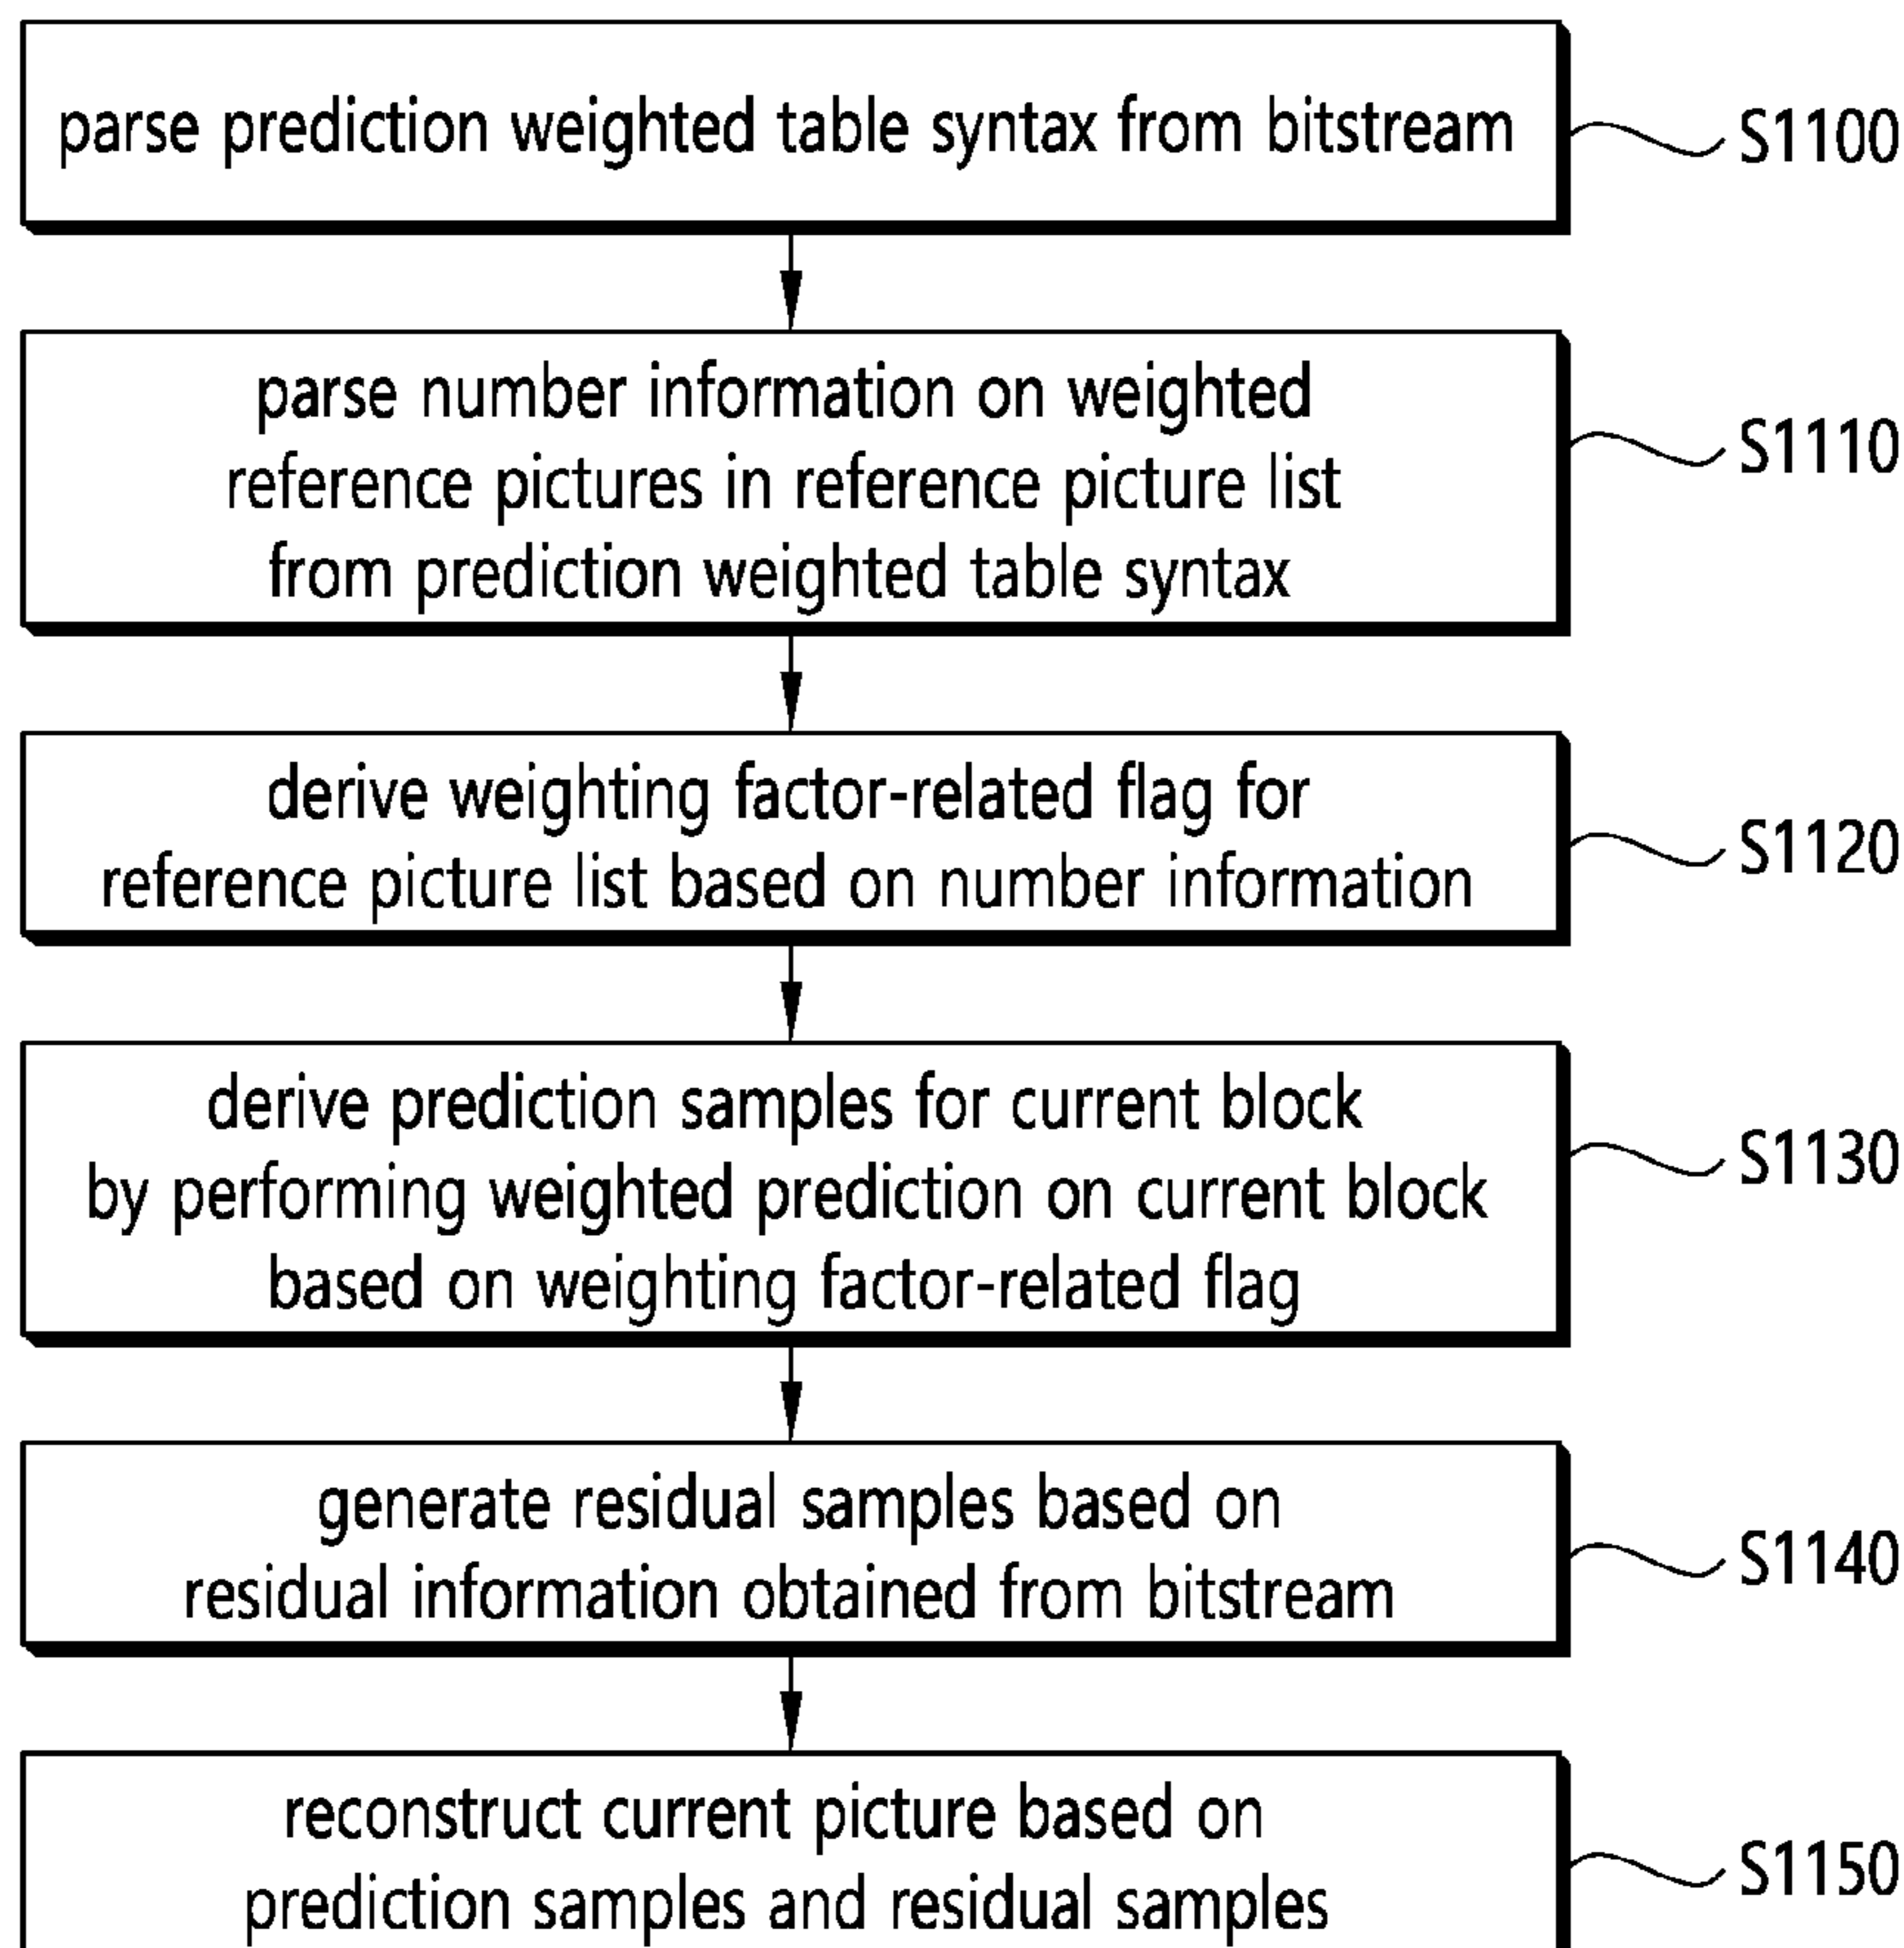 parse prediction weighted table syntax from bitstream
S1100
parse number information on weighted
reference pictures in reference picture list
from prediction weighted table syntax
S1110
derive weighting factor-related flag for
reference picture list based on number information
S1120
derive prediction samples for current block
by performing weighted prediction on current block
based on weighting factor-related flag
S1130
generate residual samples based on
residual information obtained from bitstream
S1140
reconstruct current picture based on
prediction samples and residual samples
S1150